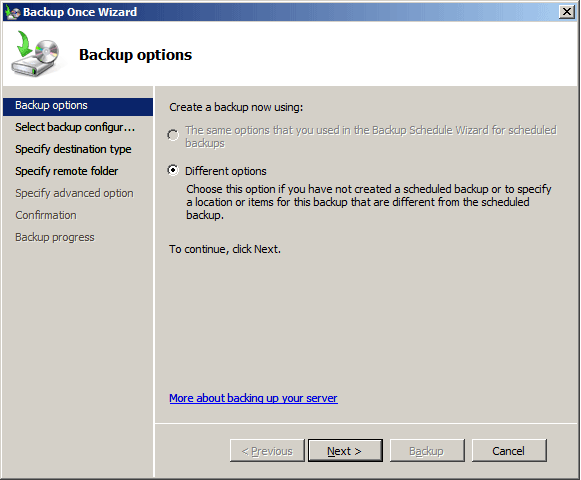 Backup Once Wizard
Backup options
Backup options
Select backup configur...
Specify destination type
Specify remote folder
Specify advanced option
Confirmation
Backup progress
Create a backup now using:
The same options that you used in the Backup Schedule Wizard for scheduled
backups
Different options
Choose this option if you have not created a scheduled backup or to specify
a location or items for this backup that are different from the scheduled
backup.
To continue, click Next.
More about backing up your server
< Previous
Next >
Backup
Cancel